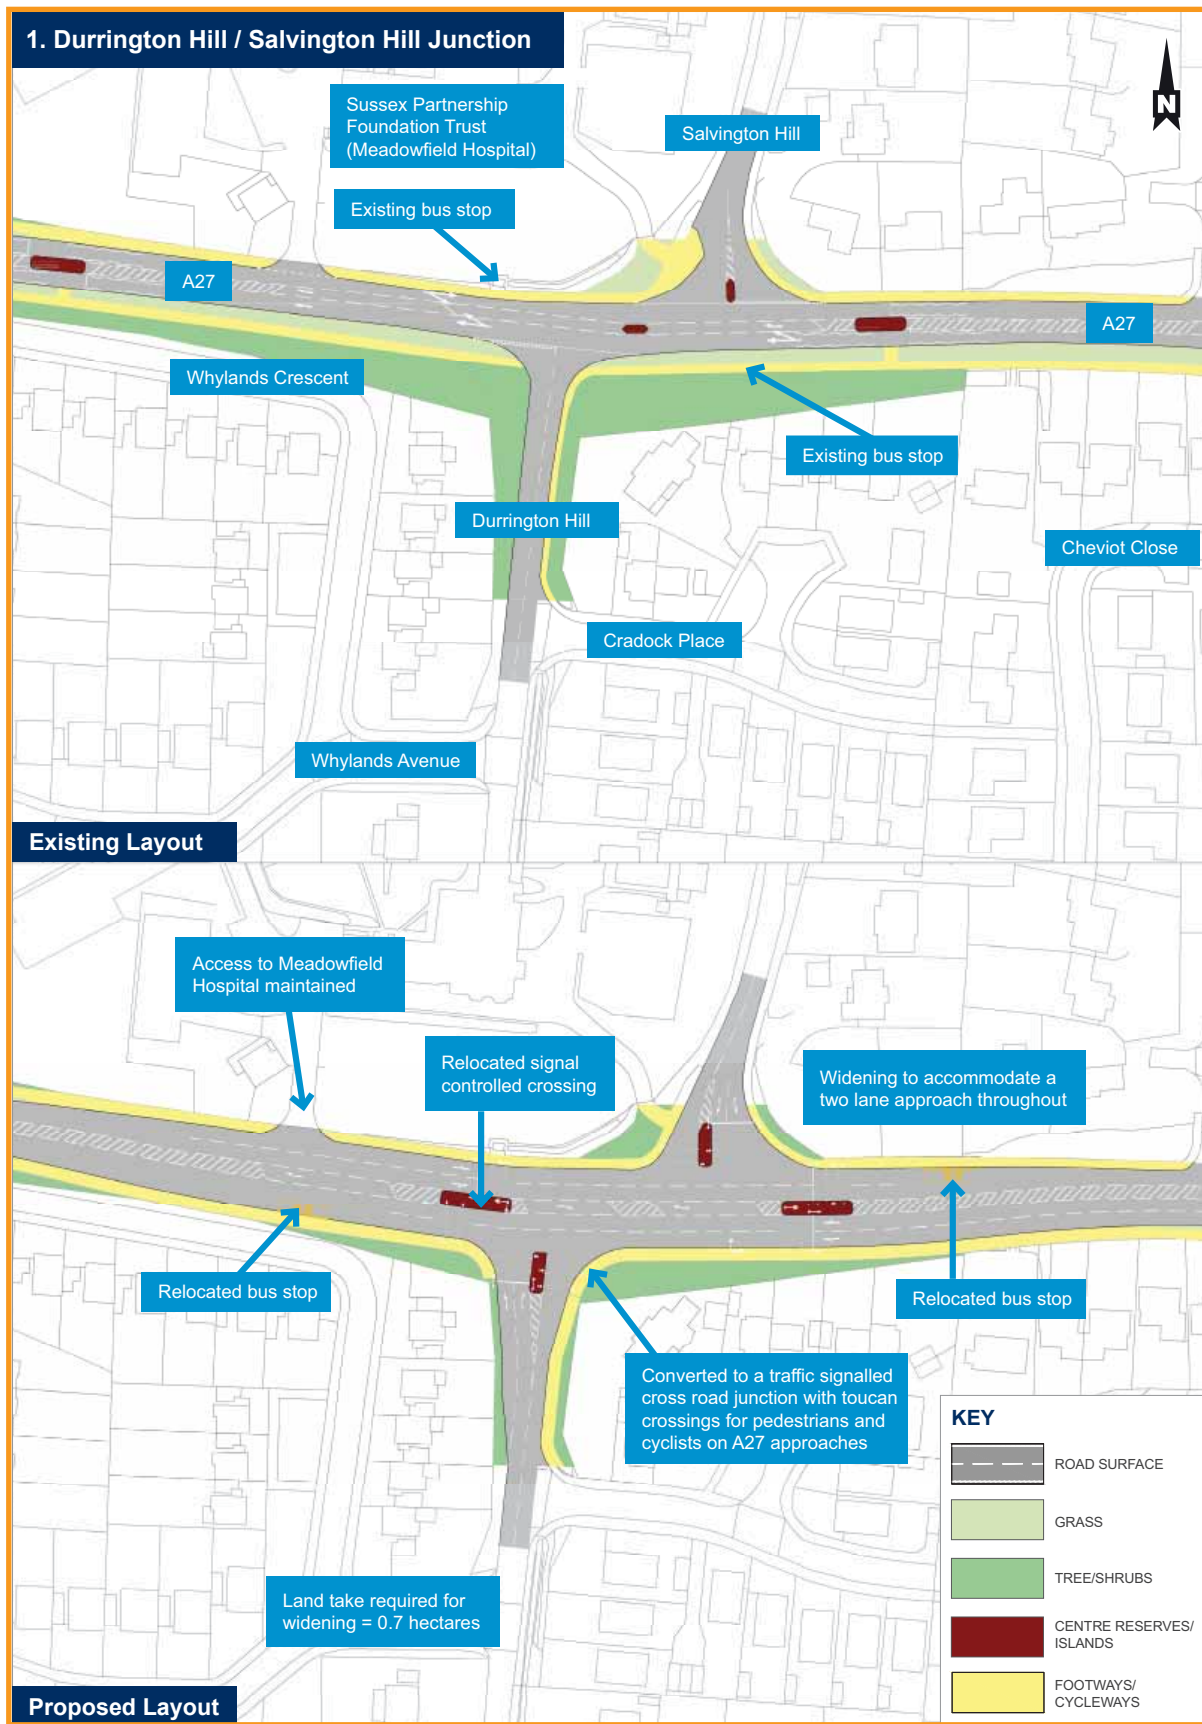 1. Durrington Hill / Salvington Hill Junction
N
Sussex Partnership
Foundation Trust
(Meadowfield Hospital)
Salvington Hill
Existing bus stop
A27
A27
Whylands Crescent
Existing bus stop
Durrington Hill
Cheviot Close
Cradock Place
Whylands Avenue
Existing Layout
Access to Meadowfield
Hospital maintained
Relocated signal
controlled crossing
Widening to accommodate a
two lane approach throughout
Relocated bus stop
Relocated bus stop
Converted to a traffic signalled
cross road junction with toucan
crossings for pedestrians and
cyclists on A27 approaches
Land take required for
widening = 0.7 hectares
KEY
ROAD SURFACE
GRASS
TREE/SHRUBS
CENTRE RESERVES/
ISLANDS
FOOTWAYS/
CYCLEWAYS
Proposed Layout